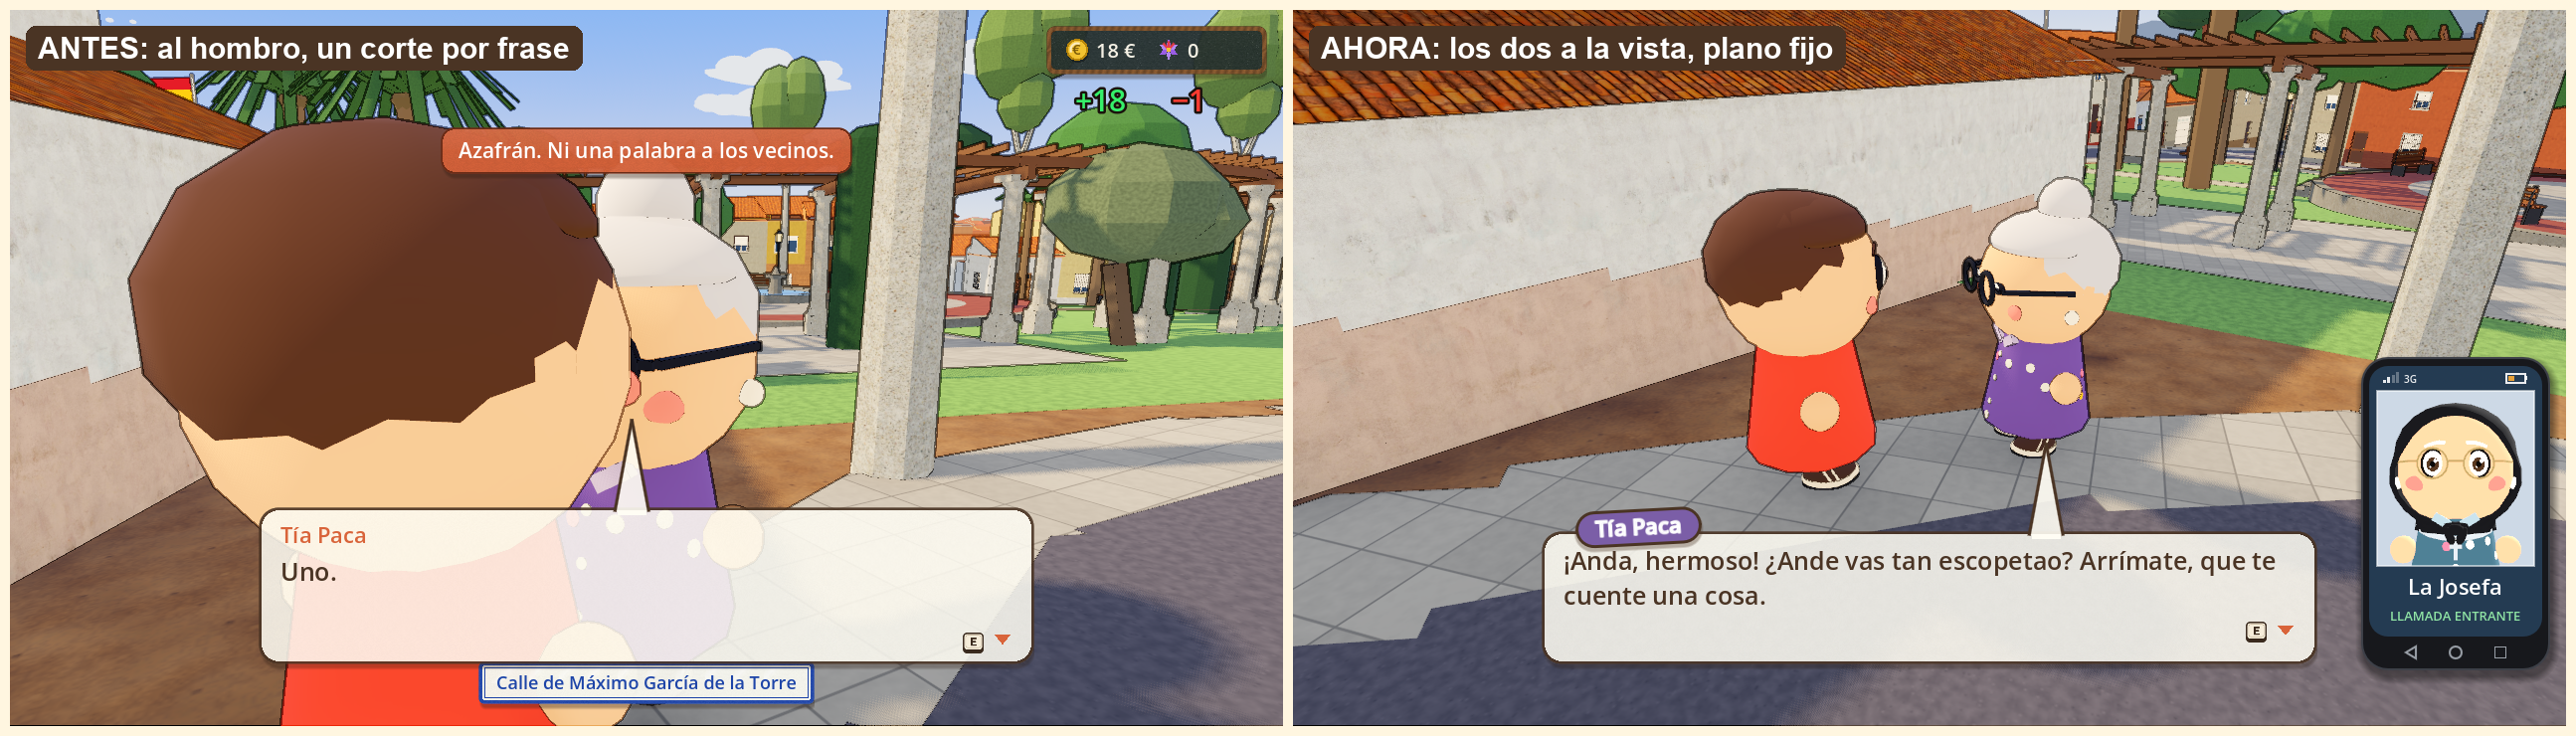 ANTES: al hombro, un corte por frase
18 €
0
+18
−1
Azafrán. Ni una palabra a los vecinos.
Tía Paca
Uno.
E
Calle de Máximo García de la Torre
AHORA: los dos a la vista, plano fijo
Tía Paca
¡Anda, hermoso! ¿Ande vas tan escopetao? Arrímate, que te
cuente una cosa.
E
3G
La Josefa
LLAMADA ENTRANTE